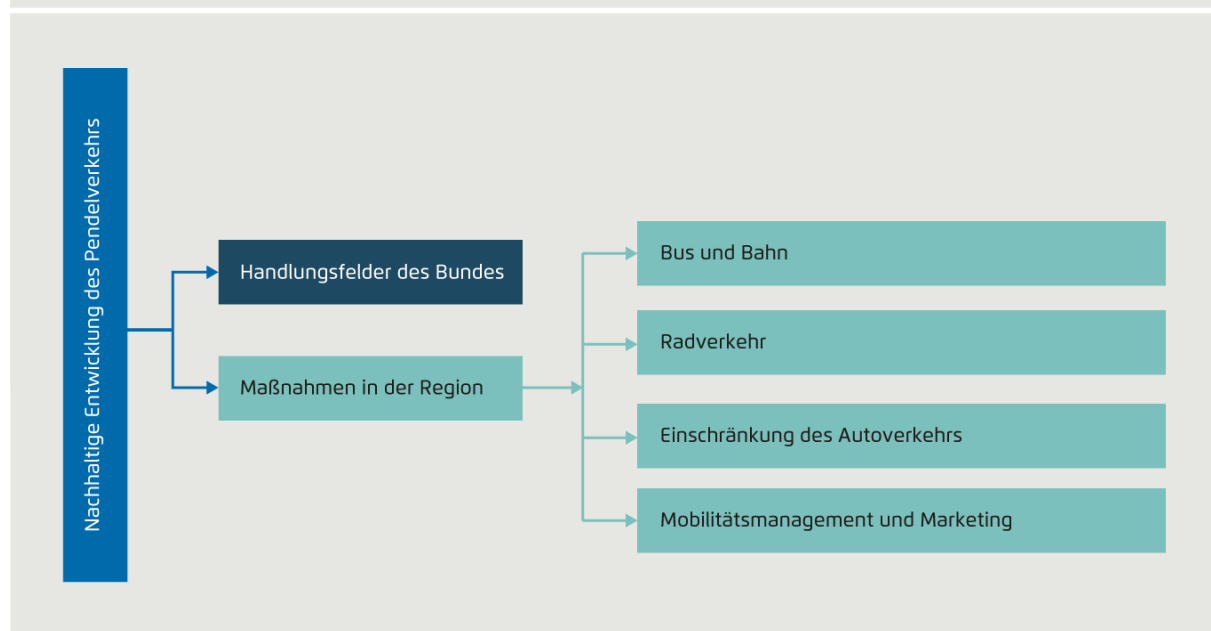 Nachhaltige Entwicklung des Pendelverkehrs
Handlungsfelder des Bundes
Maßnahmen in der Region
Bus und Bahn
Radverkehr
Einschränkung des Autoverkehrs
Mobilitätsmanagement und Marketing